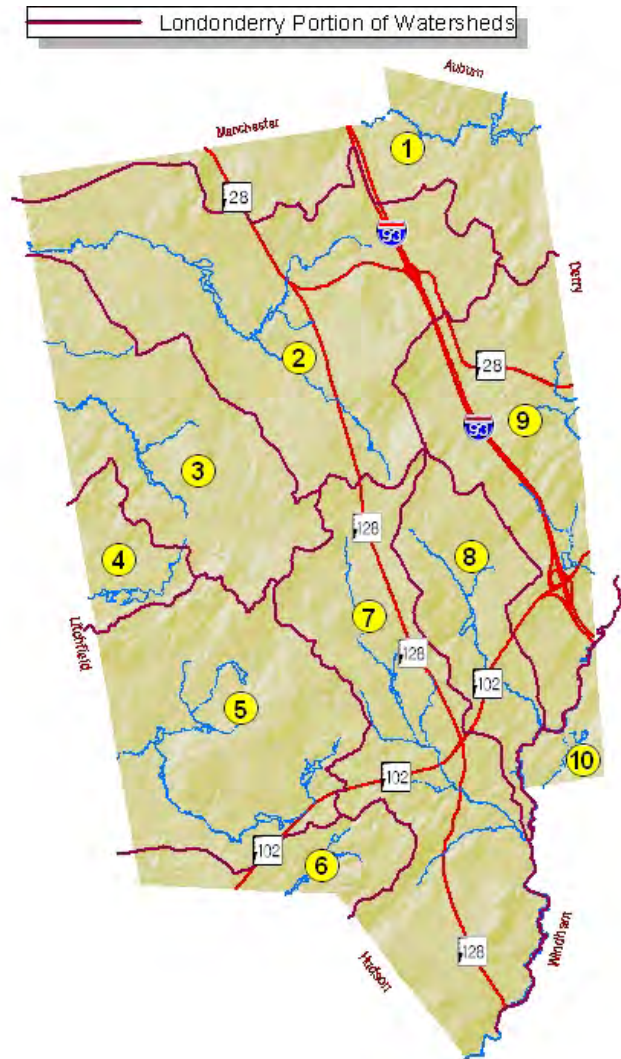 Londonderry Portion of Watersheds
Auburn
Manchester
1
28
93
Derry
2
28
9
93
3
128
4
8
7
128
Litchfield
102
5
10
102
102
6
128
Windham
Hudson